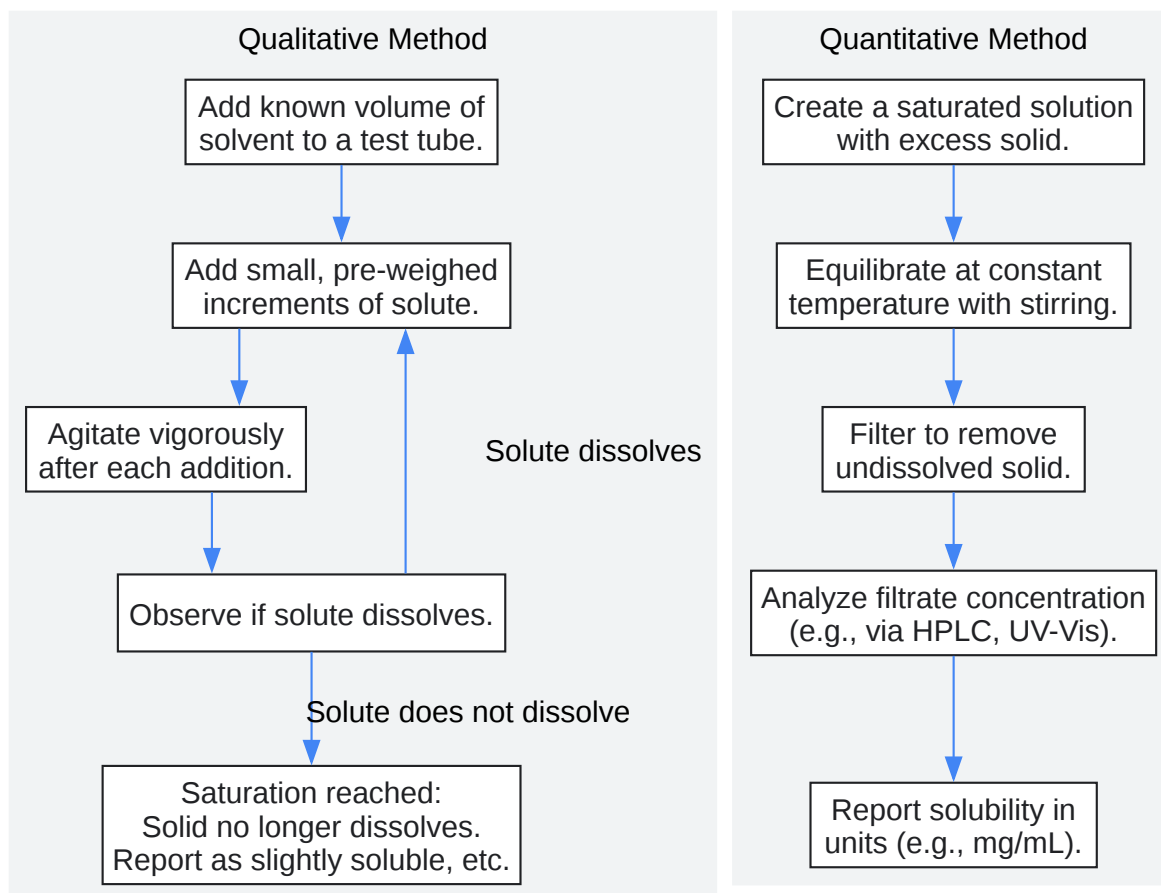 Qualitative Method
Add known volume of
solvent to a test tube.
Add small, pre-weighed
increments of solute.
Agitate vigorously
after each addition.
Solute dissolves
Observe if solute dissolves.
Solute does not dissolve
Saturation reached:
Solid no longer dissolves.
Report as slightly soluble, etc.
Quantitative Method
Create a saturated solution
with excess solid.
Equilibrate at constant
temperature with stirring.
Filter to remove
undissolved solid.
Analyze filtrate concentration
(e.g., via HPLC, UV-Vis).
Report solubility in
units (e.g., mg/mL).